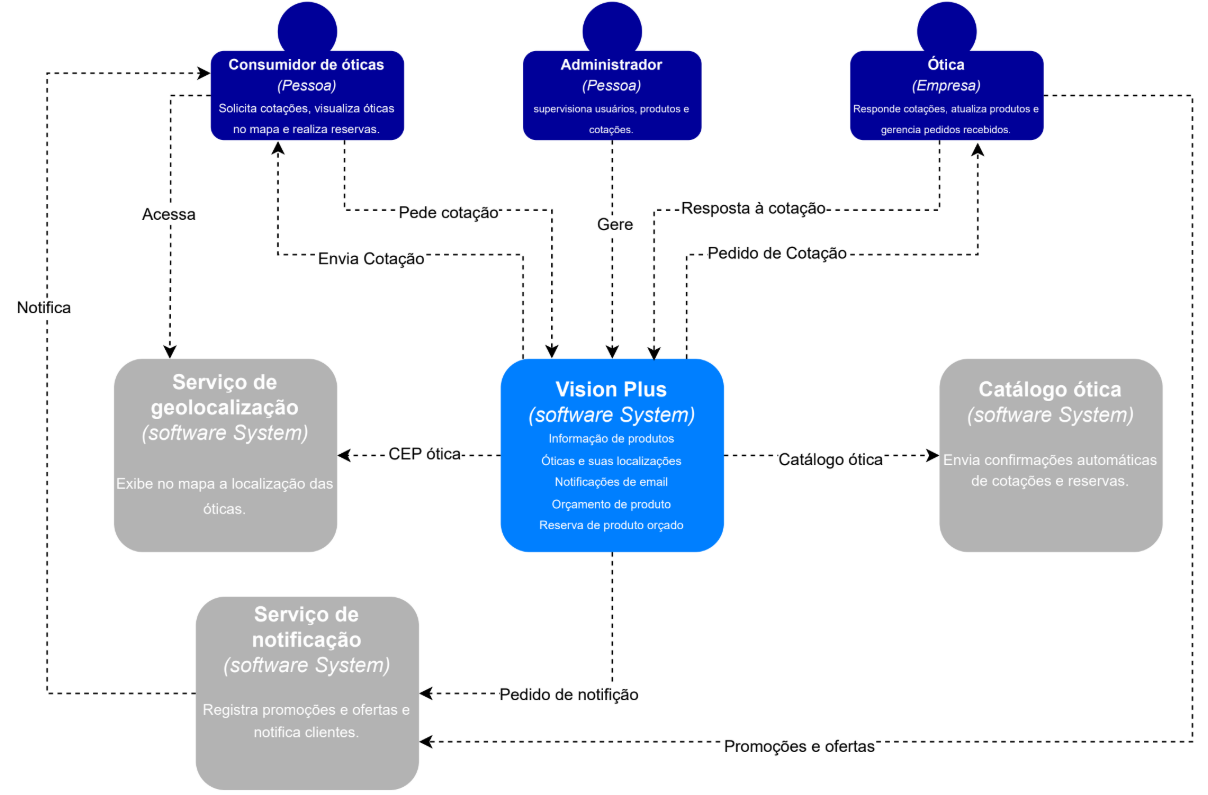 Consumidor de óticas
(Pessoa)
Solicita cotações, visualiza óticas
no mapa e realiza reservas.
Administrador
(Pessoa)
supervisiona usuários, produtos e
cotações.
Ótica
(Empresa)
Responde cotações, atualiza produtos e
gerencia pedidos recebidos.
Acessa
Pede cotação
Gere
Resposta à cotação
Envia Cotação
Pedido de Cotação
Notifica
Serviço de
geolocalização
(software System)
Exibe no mapa a localização das
óticas.
CEP ótica
Vision Plus
(software System)
Informação de produtos
Óticas e suas localizações
Notificações de email
Orçamento de produto
Reserva de produto orçado
Catálogo ótica
Catálogo ótica
(software System)
Envia confirmações automáticas
de cotações e reservas.
Serviço de
notificação
(software System)
Registra promoções e ofertas e
notifica clientes.
Pedido de notifição
Promoções e ofertas